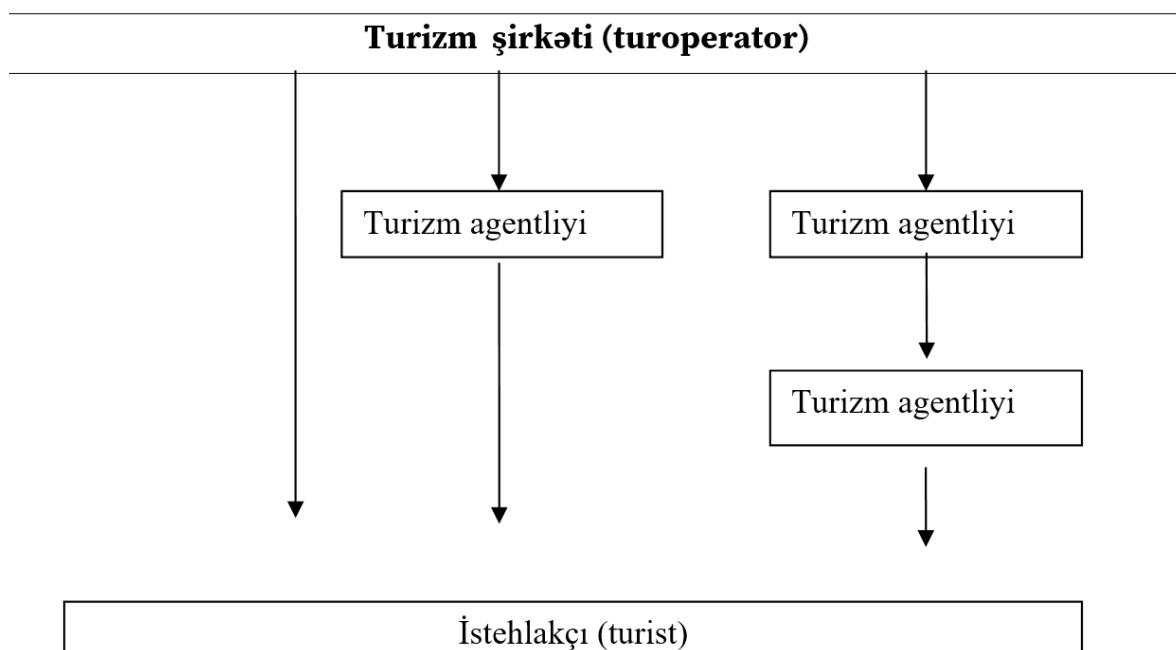 Turizm şirkəti (turoperator)
Turizm agentliyi
Turizm agentliyi
Turizm agentliyi
İstehlakçı (turist)